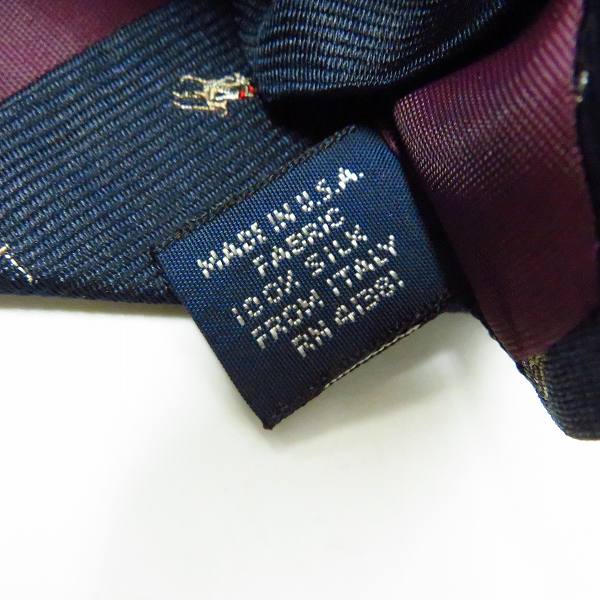 MADE IN U.S.A.
FABRIC
100% SILK
FROM ITALY
RN 41381